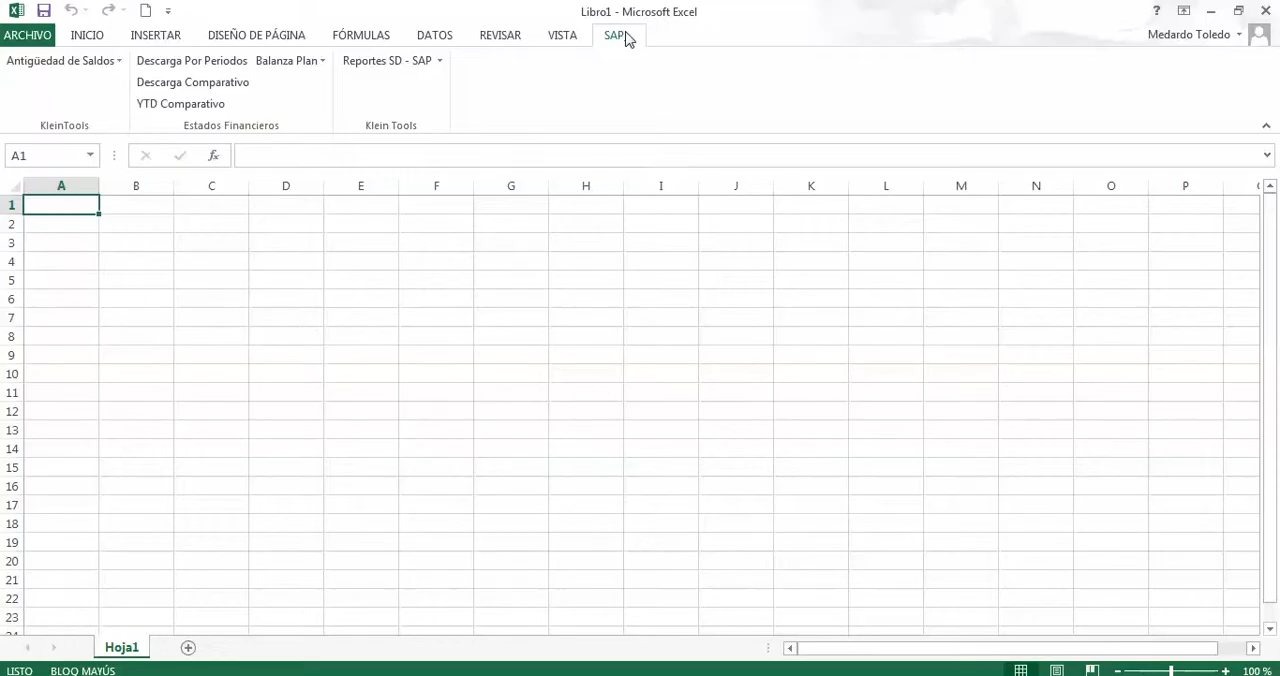 Libro1 - Microsoft Excel
?
ARCHIVO INICIO INSERTAR DISEÑO DE PÁGINA FÓRMULAS DATOS REVISAR VISTA SAP Medardo Toledo
Antigüedad de Saldos Descarga Por Periodos Balanza Plan Reportes SD - SAP
Descarga Comparativo
YTD Comparativo
KleinTools Estados Financieros Klein Tools
A1 fx
A B C D E F G H I J K L M N O P
1
2
3
4
5
6
7
8
9
10
11
12
13
14
15
16
17
18
19
20
21
22
23
Hoja1
LISTO BLOQ MAYÚS 100 %